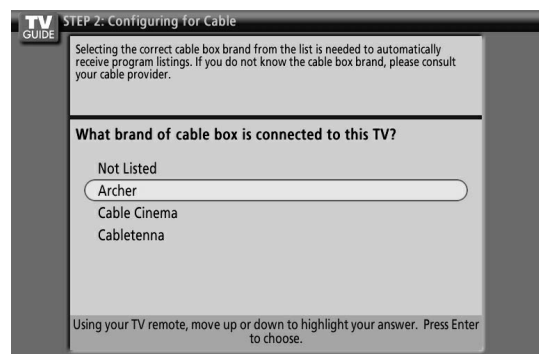 TV
GUIDE
STEP 2: Configuring for Cable
Selecting the correct cable box brand from the list is needed to automatically
receive program listings. If you do not know the cable box brand, please consult
your cable provider.
What brand of cable box is connected to this TV?
Not Listed
Archer
Cable Cinema
Cabletenna
Using your TV remote, move up or down to highlight your answer. Press Enter
to choose.